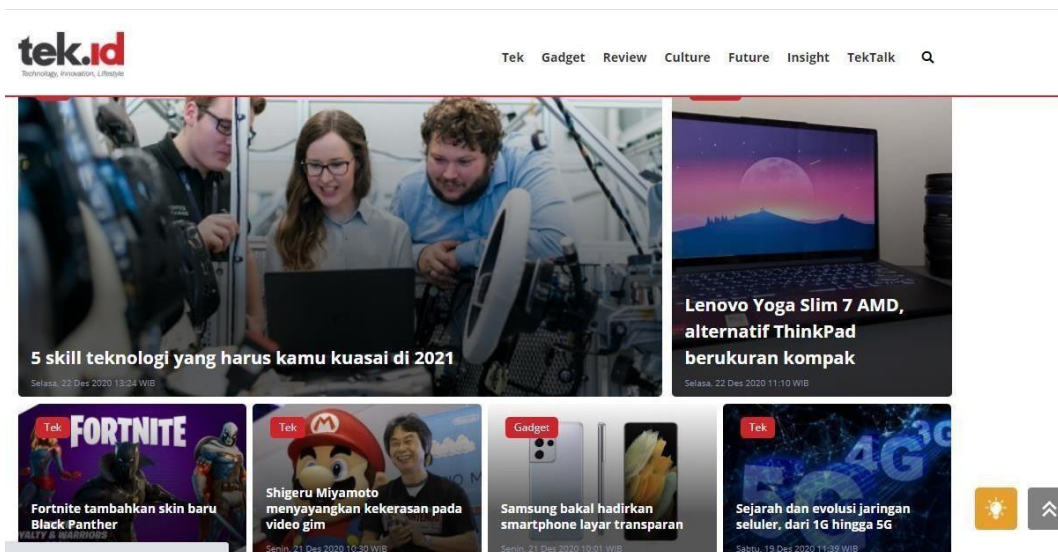 tek.id
Technology, Innovation, Lifestyle
Tek Gadget Review Culture Future Insight TekTalk
5 skill teknologi yang harus kamu kuasai di 2021
Selasa, 22 Des 2020 13:24 WIB
Lenovo Yoga Slim 7 AMD,
alternatif ThinkPad
berukuran kompak
Selasa, 22 Des 2020 11:10 WIB
Tek
FORTNITE
Fortnite tambahkan skin baru
Black Panther
YALTY & WARRIORS
Tek
M
Shigeru Miyamoto
menyayangkan kekerasan pada
video gim
Senin, 21 Des 2020 10:30 WIB
Gadget
Samsung bakal hadirkan
smartphone layar transparan
Senin, 21 Des 2020 10:01 WIB
Tek
3G
4G
5G
Sejarah dan evolusi jaringan
seluler, dari 1G hingga 5G
Sabtu, 19 Des 2020 11:39 WIB